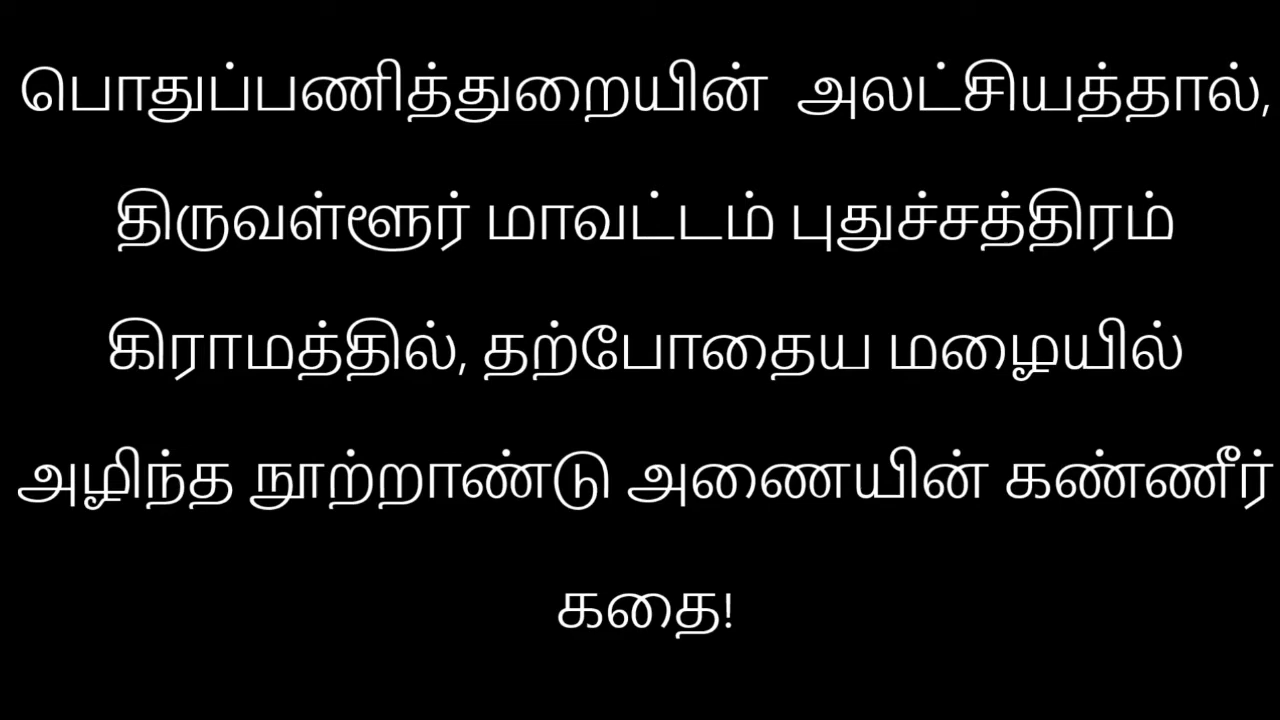 பொதுப்பணித்துறையின் அலட்சியத்தால்,
திருவள்ளூர் மாவட்டம் புதுச்சத்திரம்
கிராமத்தில், தற்போதைய மழையில்
அழிந்த நூற்றாண்டு அணையின் கண்ணீர்
கதை!